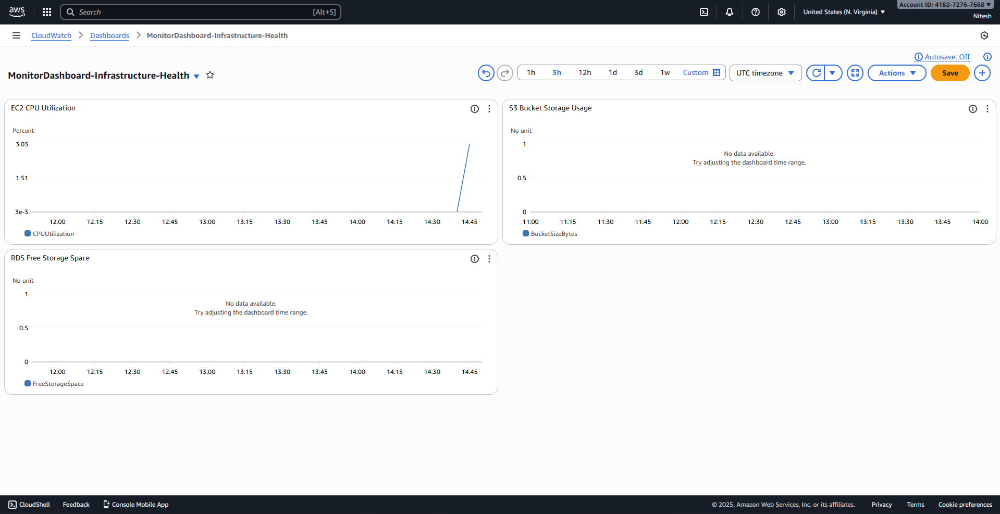 aws
Search [Alt+S]
United States (N. Virginia)
Account ID: 4182-7276-7668
Nitesh
CloudWatch Dashboards MonitorDashboard-Infrastructure-Health
Autosave: Off
MonitorDashboard-Infrastructure-Health
1h 3h 12h 1d 3d 1w Custom
UTC timezone
Actions
Save
EC2 CPU Utilization
Percent
3.03
1.51
3e-3
12:00 12:15 12:30 12:45 13:00 13:15 13:30 13:45 14:00 14:15 14:30 14:45
CPUUtilization
S3 Bucket Storage Usage
No unit
1
No data available.
Try adjusting the dashboard time range.
0.5
0
11:00 11:15 11:30 11:45 12:00 12:15 12:30 12:45 13:00 13:15 13:30 13:45 14:00
BucketSizeBytes
RDS Free Storage Space
No unit
1
No data available.
Try adjusting the dashboard time range.
0.5
0
12:00 12:15 12:30 12:45 13:00 13:15 13:30 13:45 14:00 14:15 14:30 14:45
FreeStorageSpace
CloudShell Feedback Console Mobile App
© 2025, Amazon Web Services, Inc. or its affiliates. Privacy Terms Cookie preferences